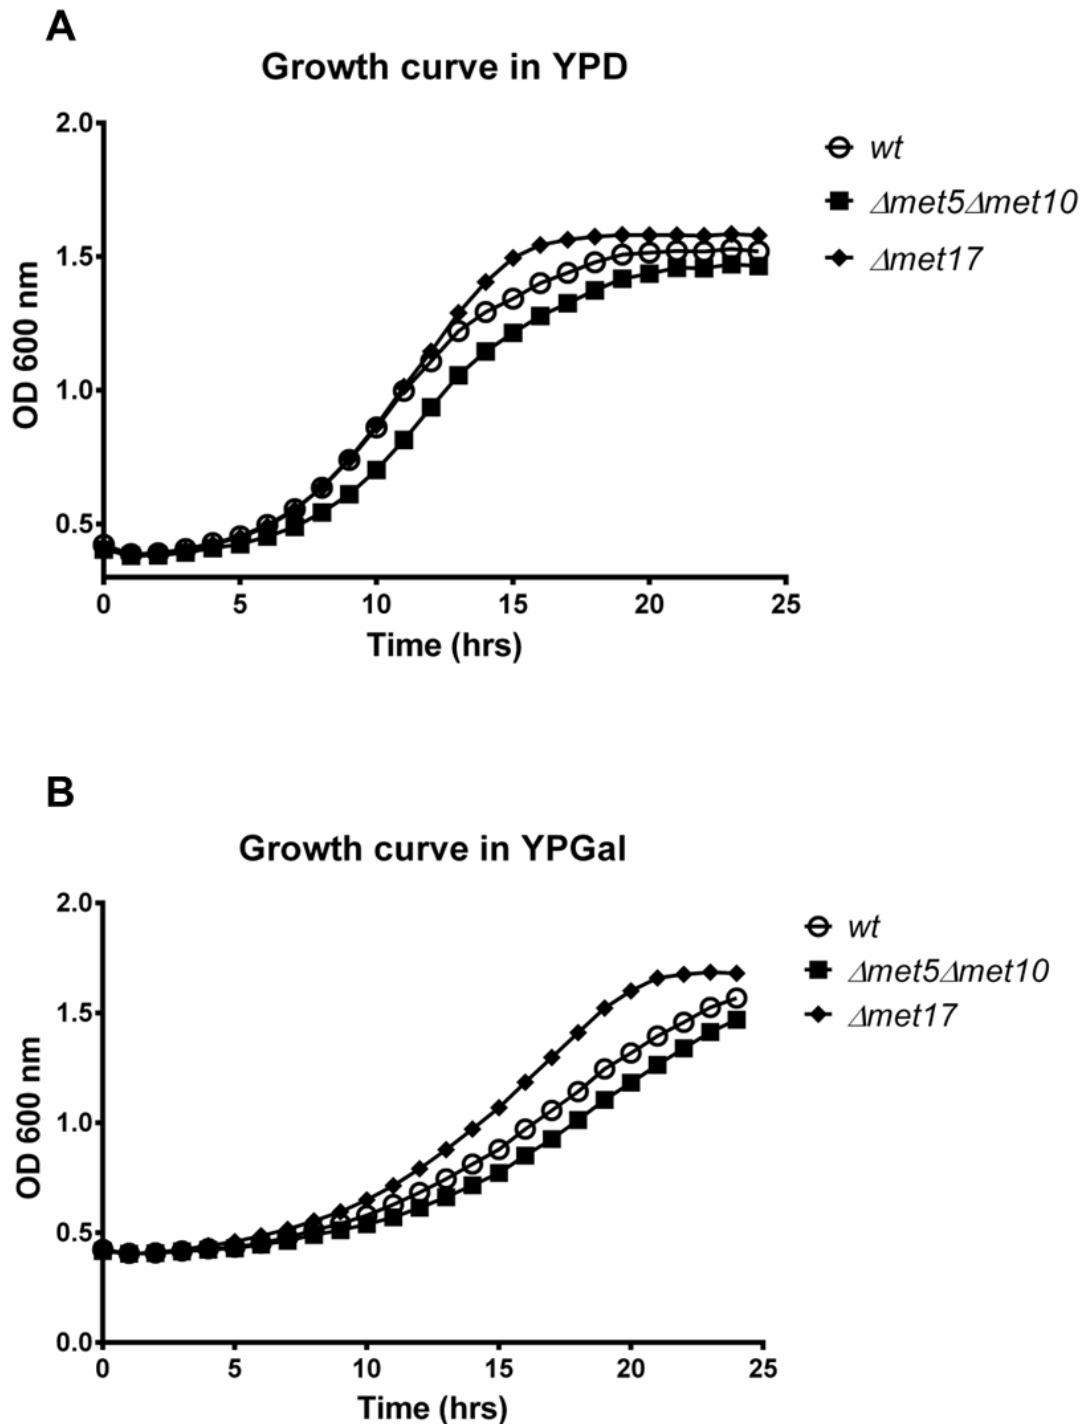 A
Growth curve in YPD
2.0
1.5
1.0
0.5
OD 600 nm
0 5 10 15 20 25
Time (hrs)
wt
Δmet5Δmet10
Δmet17
B
Growth curve in YPGal
2.0
1.5
1.0
0.5
0.0
OD 600 nm
0 5 10 15 20 25
Time (hrs)
wt
Δmet5Δmet10
Δmet17